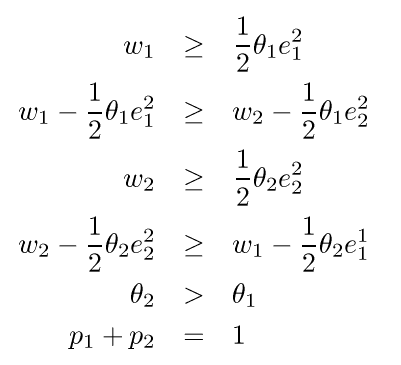 w₁ ≥ ½θ₁e₁²
w₁ − ½θ₁e₁² ≥ w₂ − ½θ₁e₂²
w₂ ≥ ½θ₂e₂²
w₂ − ½θ₂e₂² ≥ w₁ − ½θ₂e₁¹
θ₂ > θ₁
p₁ + p₂ = 1